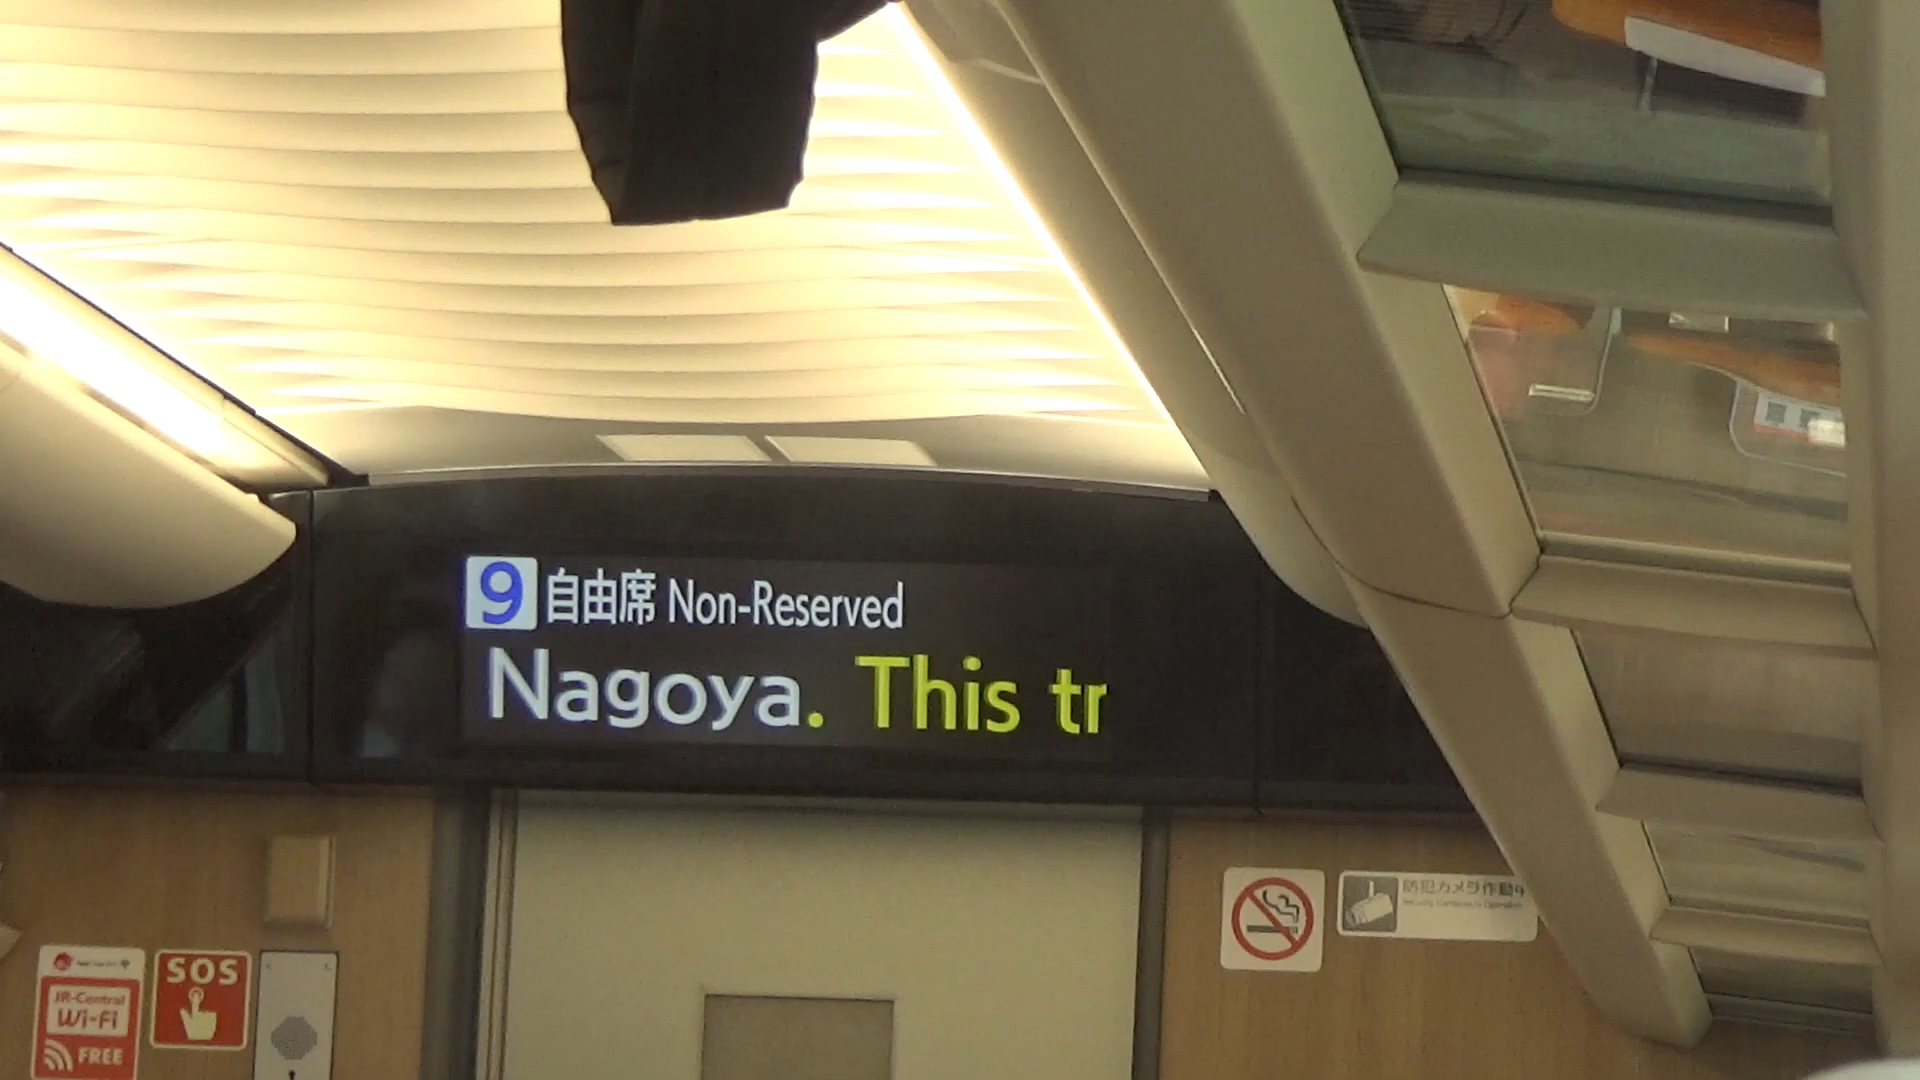 9 自由席 Non-Reserved
Nagoya. This tr
SOS
JR-Central
Wi-Fi
FREE
防犯カメラ作動中